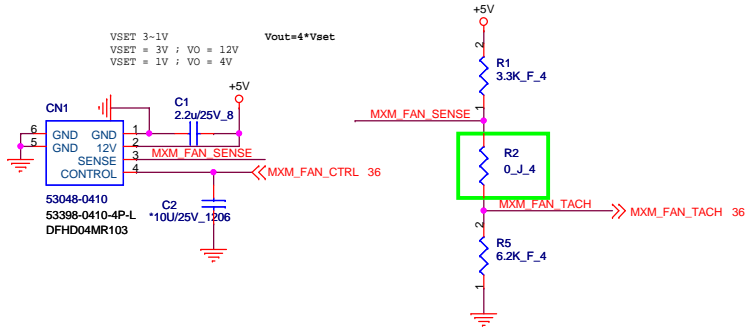 VSET 3~1V
VSET = 3V ; VO = 12V
VSET = 1V ; VO = 4V
Vout=4*Vset
+5V
CN1
C1
2.2u/25V_8
6 GND GND 1
5 GND 12V 2
SENSE 3 MXM_FAN_SENSE
CONTROL 4 MXM_FAN_CTRL 36
53048-0410
53398-0410-4P-L
DFHD04MR103
C2
*10U/25V_1206
+5V
2
R1
3.3K_F_4
1
MXM_FAN_SENSE
R2
0_J_4
MXM_FAN_TACH
MXM_FAN_TACH 36
2
R5
6.2K_F_4
1